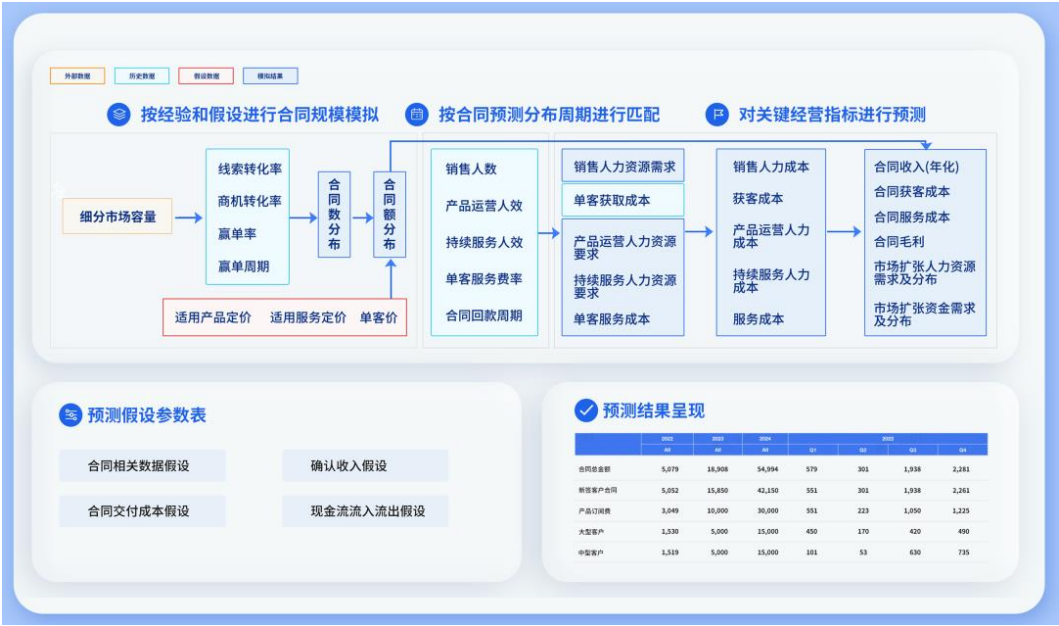 外部数据 历史数据 假设数据 模拟结果
按经验和假设进行合同规模模拟
按合同预测分布周期进行匹配
对关键经营指标进行预测
细分市场容量
线索转化率
商机转化率
赢单率
赢单周期
合同数分布
合同额分布
适用产品定价 适用服务定价 单客价
销售人数
产品运营人效
持续服务人效
单客服务费率
合同回款周期
销售人力资源需求
单客获取成本
产品运营人力资源
要求
持续服务人力资源
要求
单客服务成本
销售人力成本
获客成本
产品运营人力
成本
持续服务人力
成本
服务成本
合同收入(年化)
合同获客成本
合同服务成本
合同毛利
市场扩张人力资源
需求及分布
市场扩张资金需求
及分布
预测假设参数表
合同相关数据假设 确认收入假设
合同交付成本假设 现金流流入流出假设
预测结果呈现
2022 2023 2024 2022
All All All Q1 Q2 Q3 Q4
合同总金额 5,079 18,908 54,994 579 301 1,938 2,281
新签客户合同 5,052 15,850 42,150 551 301 1,938 2,261
产品订阅费 3,049 10,000 30,000 551 223 1,050 1,225
大型客户 1,530 5,000 15,000 450 170 420 490
中型客户 1,519 5,000 15,000 101 53 630 735